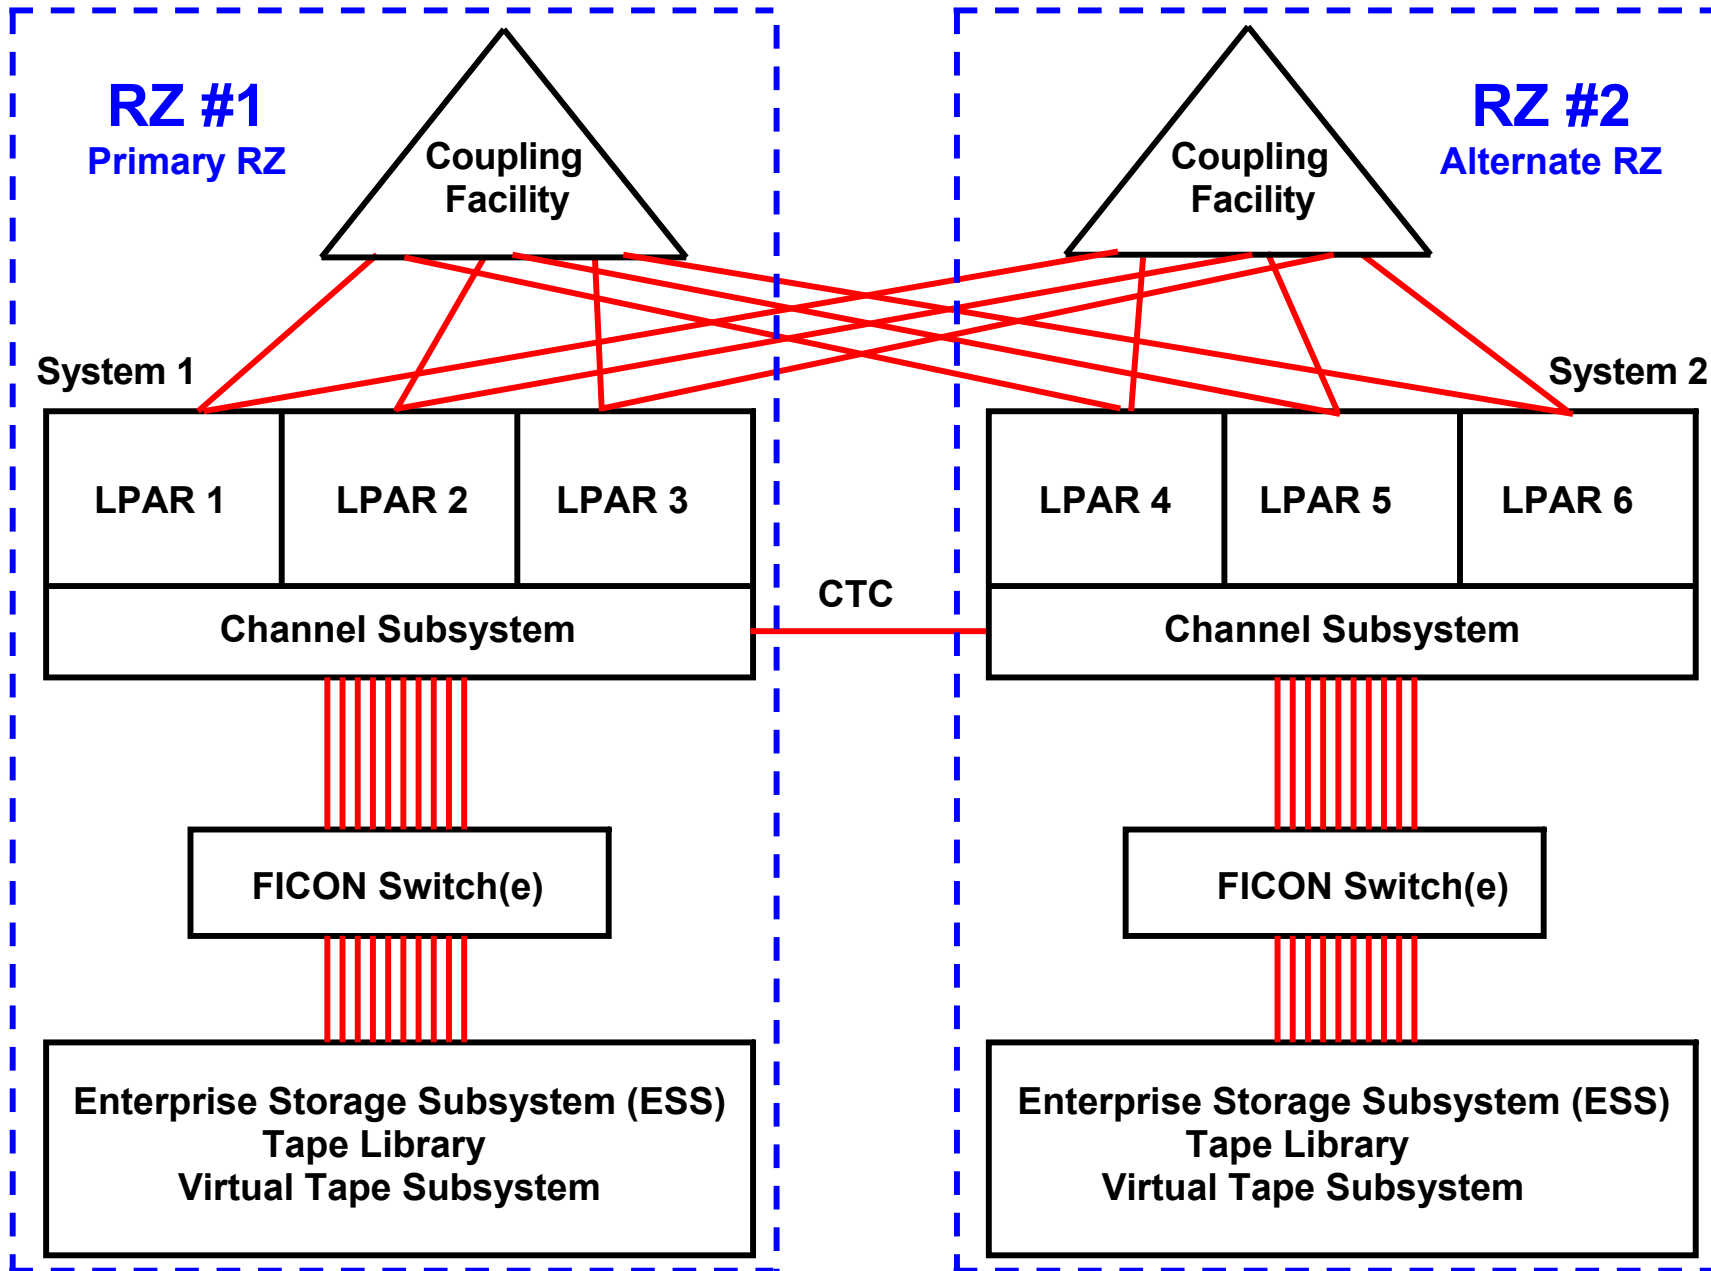 RZ #1
Primary RZ
Coupling
Facility
Coupling
Facility
RZ #2
Alternate RZ
System 1
System 2
LPAR 1
LPAR 2
LPAR 3
LPAR 4
LPAR 5
LPAR 6
CTC
Channel Subsystem
Channel Subsystem
FICON Switch(e)
FICON Switch(e)
Enterprise Storage Subsystem (ESS)
Tape Library
Virtual Tape Subsystem
Enterprise Storage Subsystem (ESS)
Tape Library
Virtual Tape Subsystem